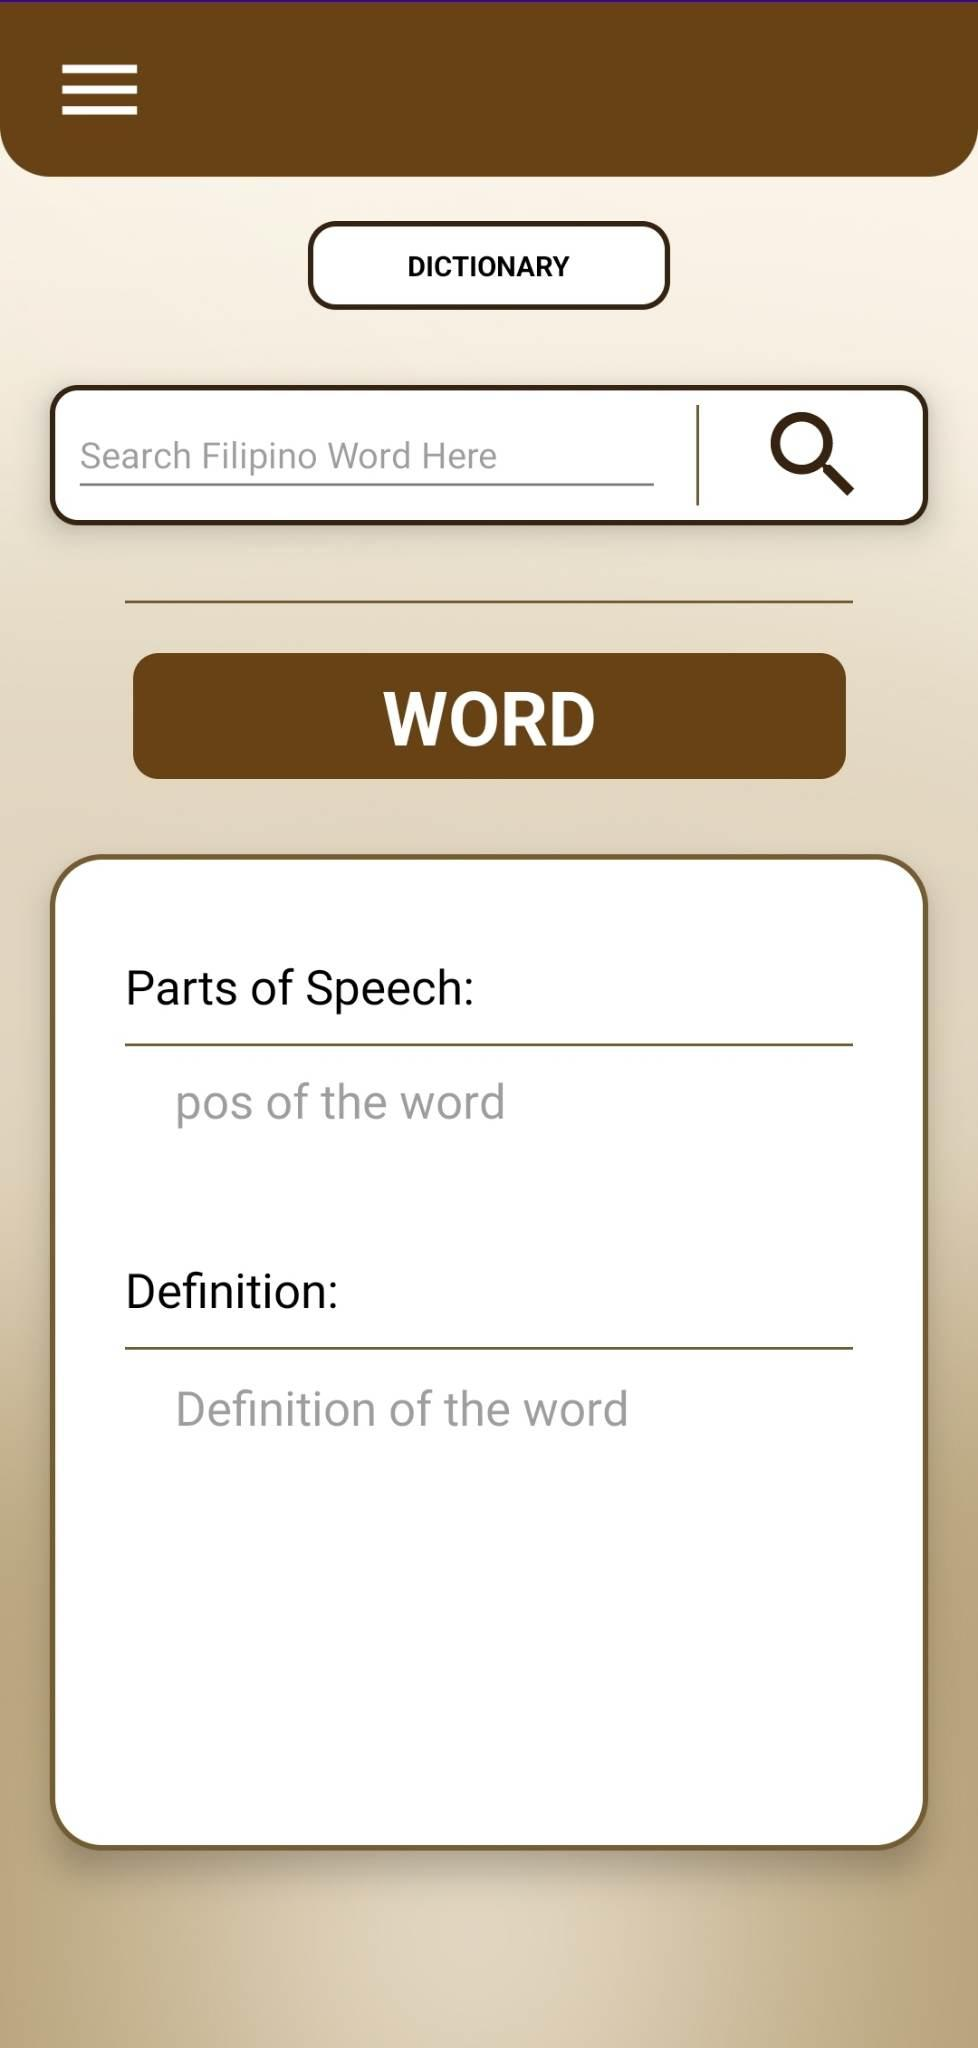 DICTIONARY
Search Filipino Word Here
WORD
Parts of Speech:
pos of the word
Definition:
Definition of the word